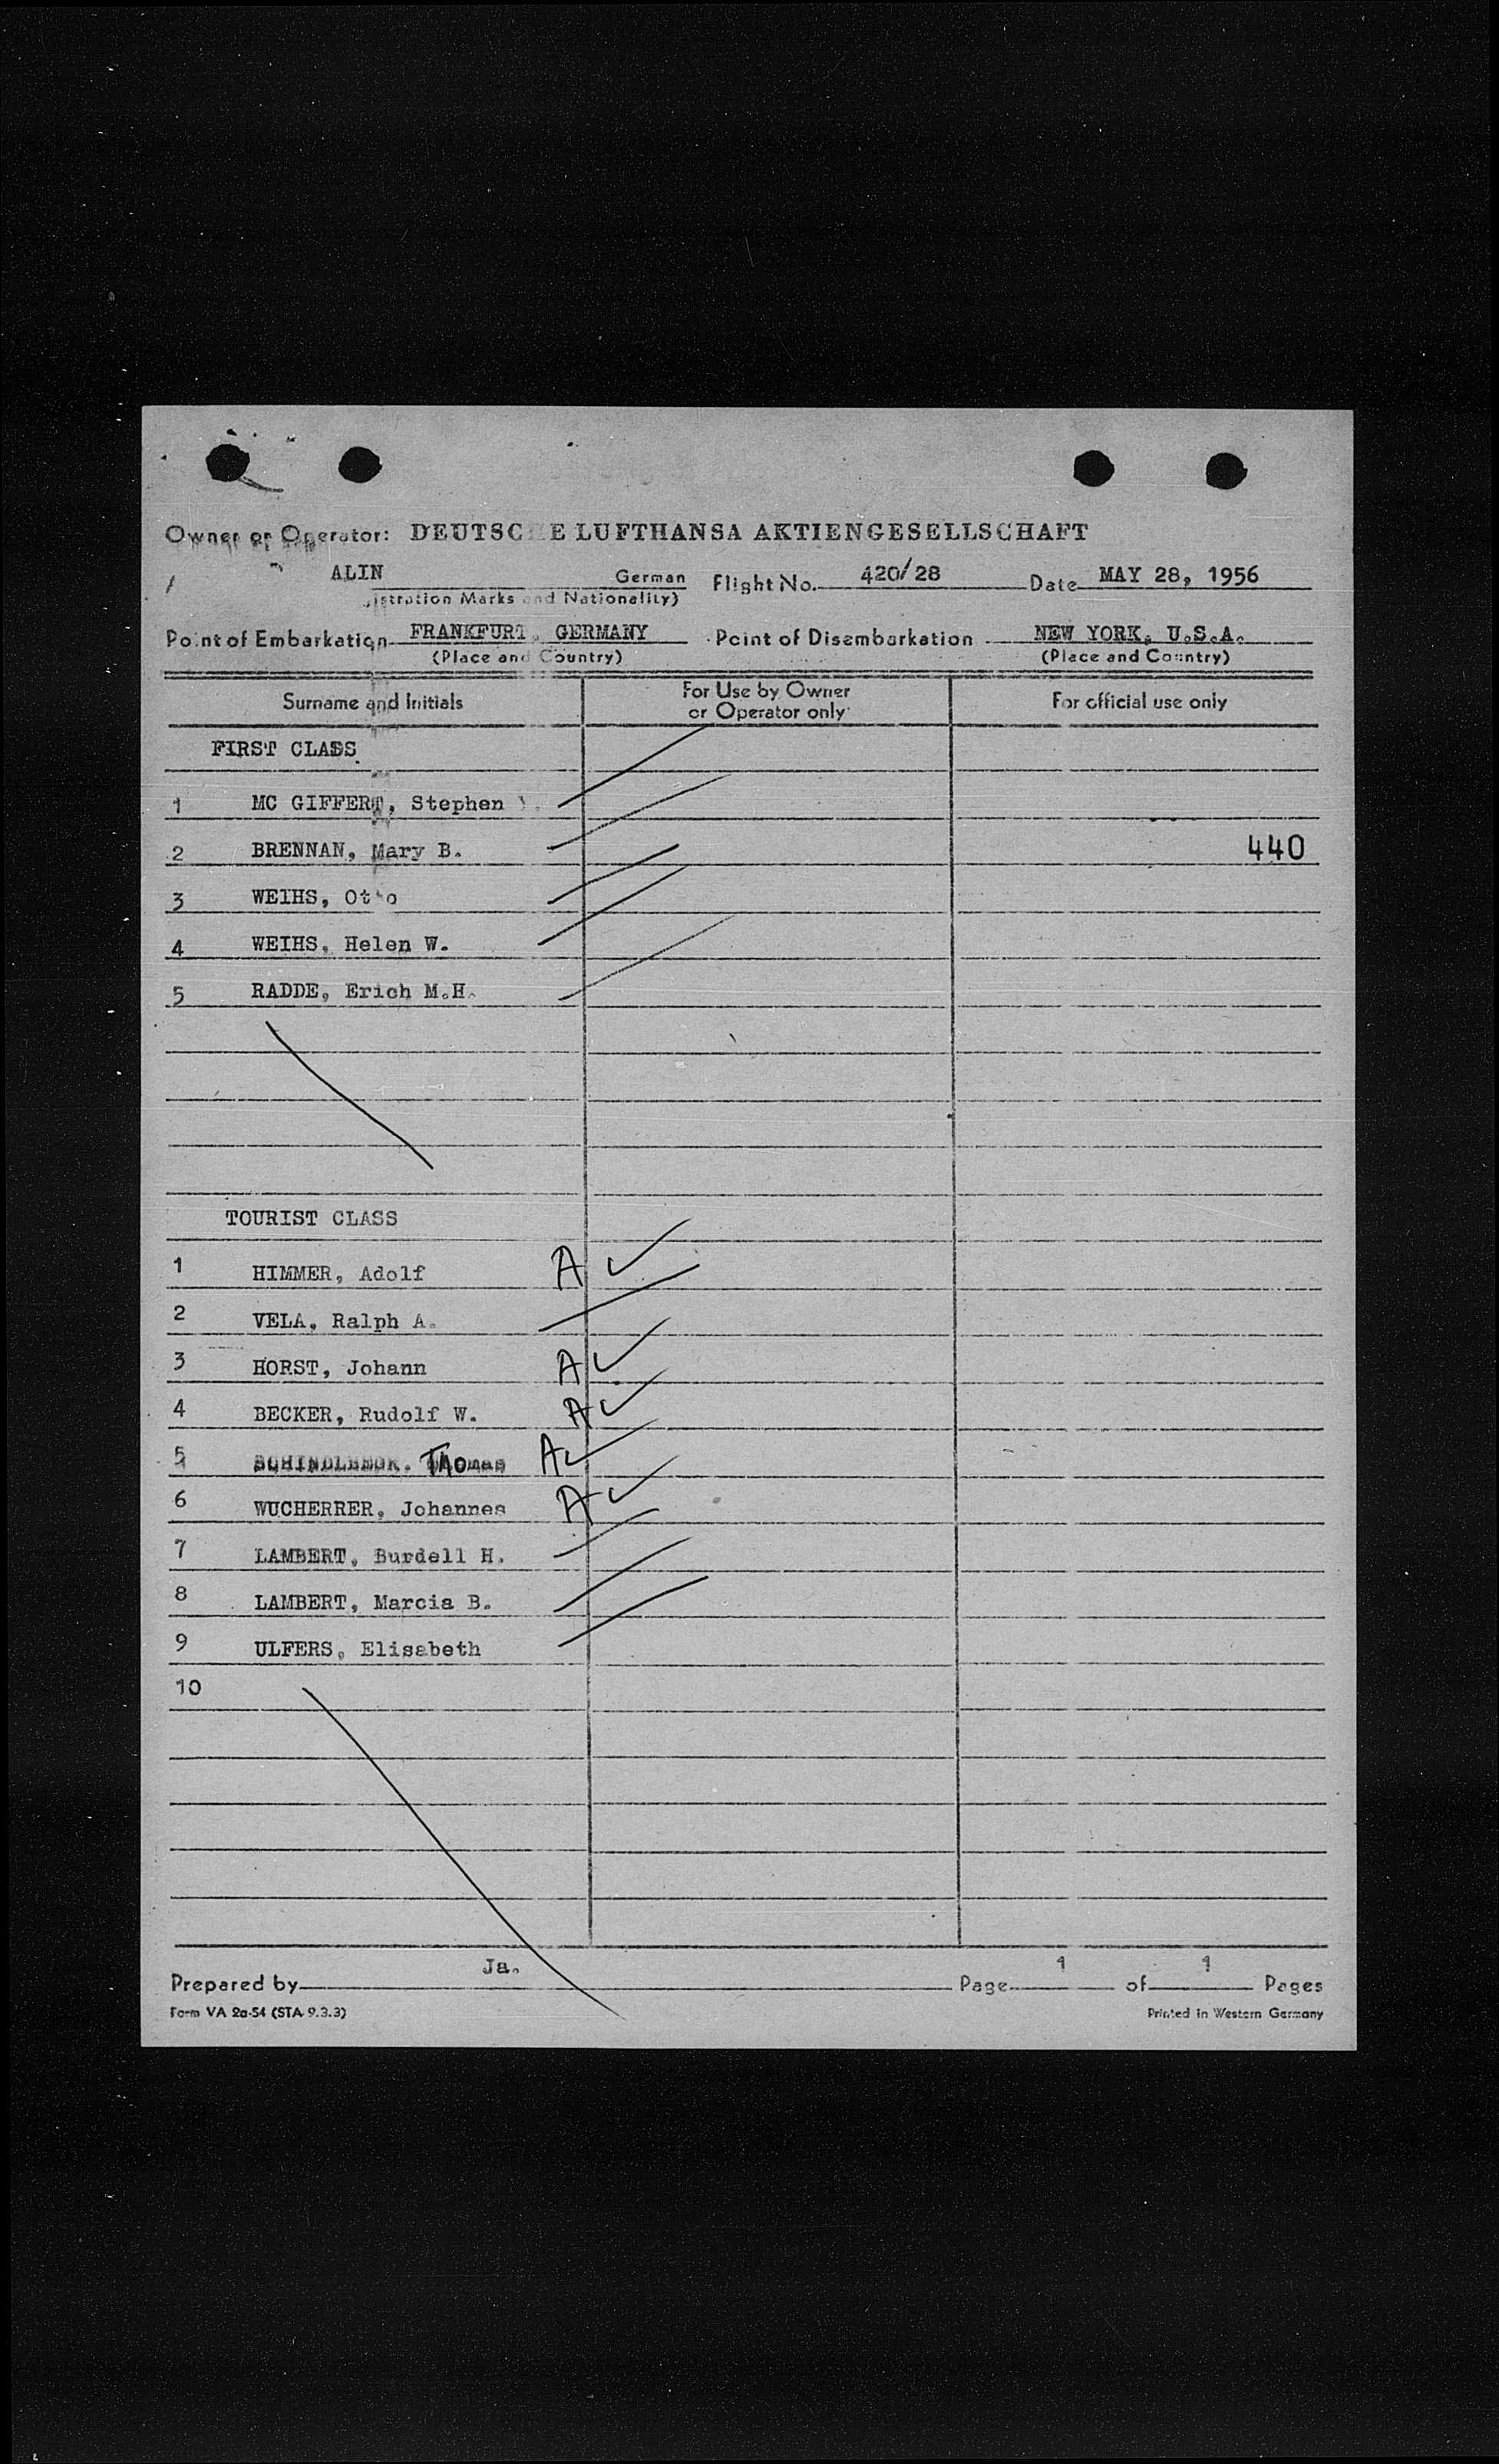 Owner or Operator: DEUTSCHE LUFTHANSA AKTIENGESELLSCHAFT
ALIN German Flight No. 420/28 Date MAY 28, 1956
istration Marks and Nationality)
Point of Embarkation FRANKFURT, GERMANY Point of Disembarkation NEW YORK, U.S.A.
(Place and Country) (Place and Country)
Surname and Initials For Use by Owner or Operator only For official use only
FIRST CLASS
1 MC GIFFERT, Stephen
2 BRENNAN, Mary B. 440
3 WEIHS, Otto
4 WEIHS, Helen W.
5 RADDE, Erich M.H.
TOURIST CLASS
1 HIMMER, Adolf A ✓
2 VELA, Ralph A.
3 HORST, Johann A ✓
4 BECKER, Rudolf W. A ✓
5 A ✓
6 WUCHERRER, Johannes A ✓
7 LAMBERT, Burdell H.
8 LAMBERT, Marcia B.
9 ULFERS, Elisabeth
10
Ja.
Prepared by Page 1 of 1 Pages
Form VA 2a-54 (STA 9.3.3) Printed in Western Germany